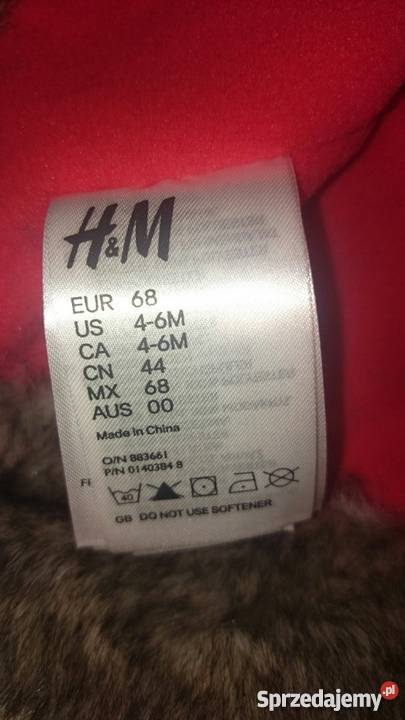 H&M
EUR 68
US 4-6M
CA 4-6M
CN 44
MX 68
AUS 00
Made in China
O/N 883661
P/N 0140384 8
FI
40
GB DO NOT USE SOFTENER
Sprzedajemy.pl